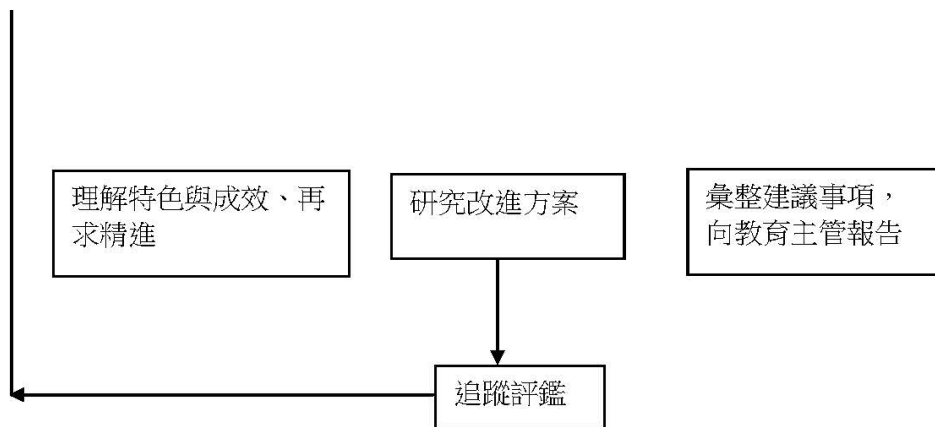 理解特色與成效、再
求精進
研究改進方案
彙整建議事項，
向教育主管報告
追蹤評鑑